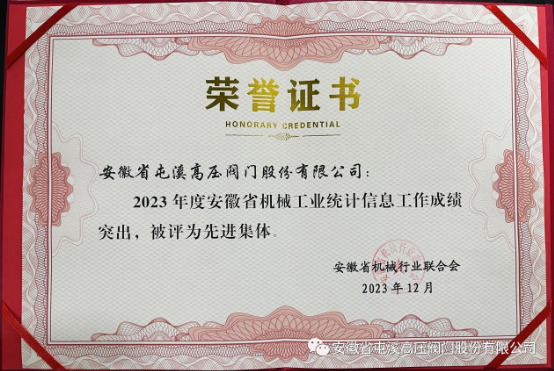 荣誉证书
HONORARY CREDENTIAL
安徽省屯溪高压阀门股份有限公司：
2023年度安徽省机械工业统计信息工作成绩
突出，被评为先进集体。
安徽省机械行业联合会
2023年12月
安徽省屯溪高压阀门股份有限公司